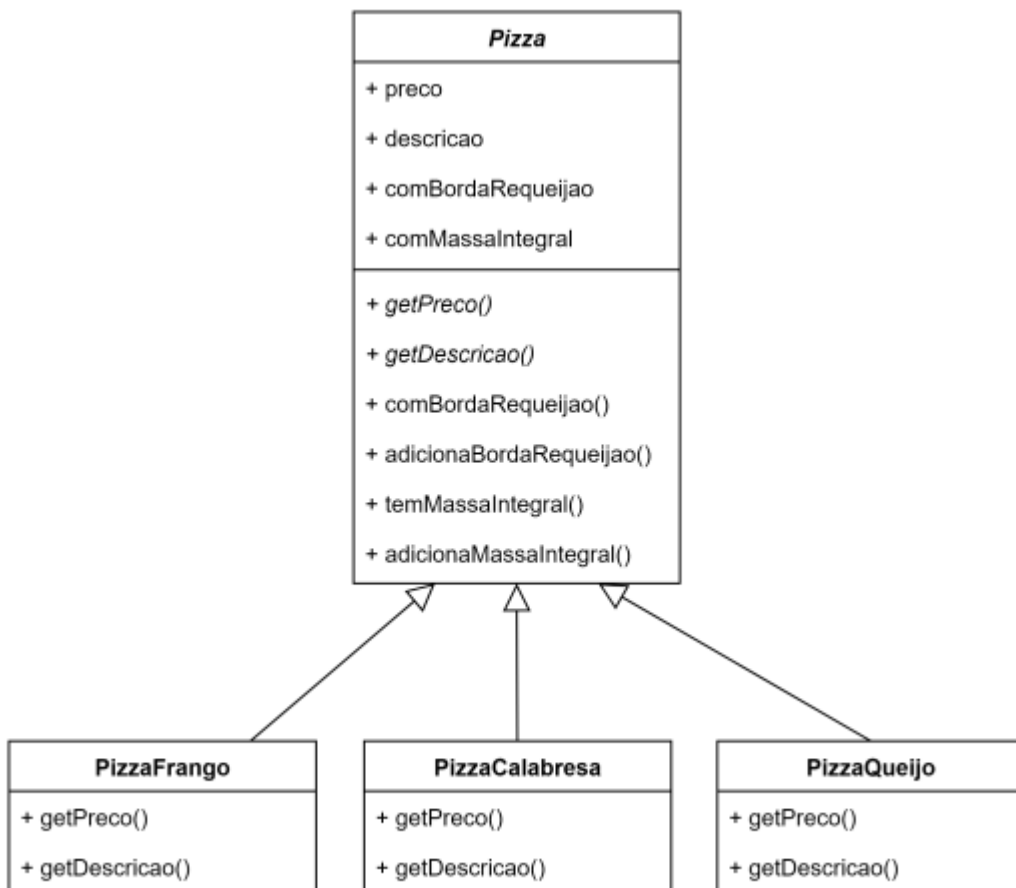 Pizza
+ preco
+ descricao
+ comBordaRequeijao
+ comMassaIntegral
+ getPreco()
+ getDescricao()
+ comBordaRequeijao()
+ adicionaBordaRequeijao()
+ temMassaIntegral()
+ adicionaMassaIntegral()
PizzaFrango
+ getPreco()
+ getDescricao()
PizzaCalabresa
+ getPreco()
+ getDescricao()
PizzaQueijo
+ getPreco()
+ getDescricao()